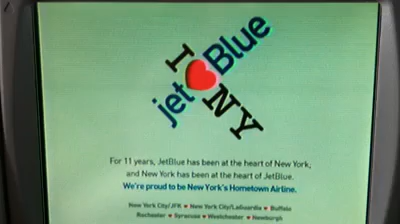 I ♥ NY
jetBlue
For 11 years, JetBlue has been at the heart of New York,
and New York has been at the heart of JetBlue.
We're proud to be New York's Hometown Airline.
New York City/JFK ♥ New York City/LaGuardia ♥ Buffalo
Rochester ♥ Syracuse ♥ Westchester ♥ Newburgh